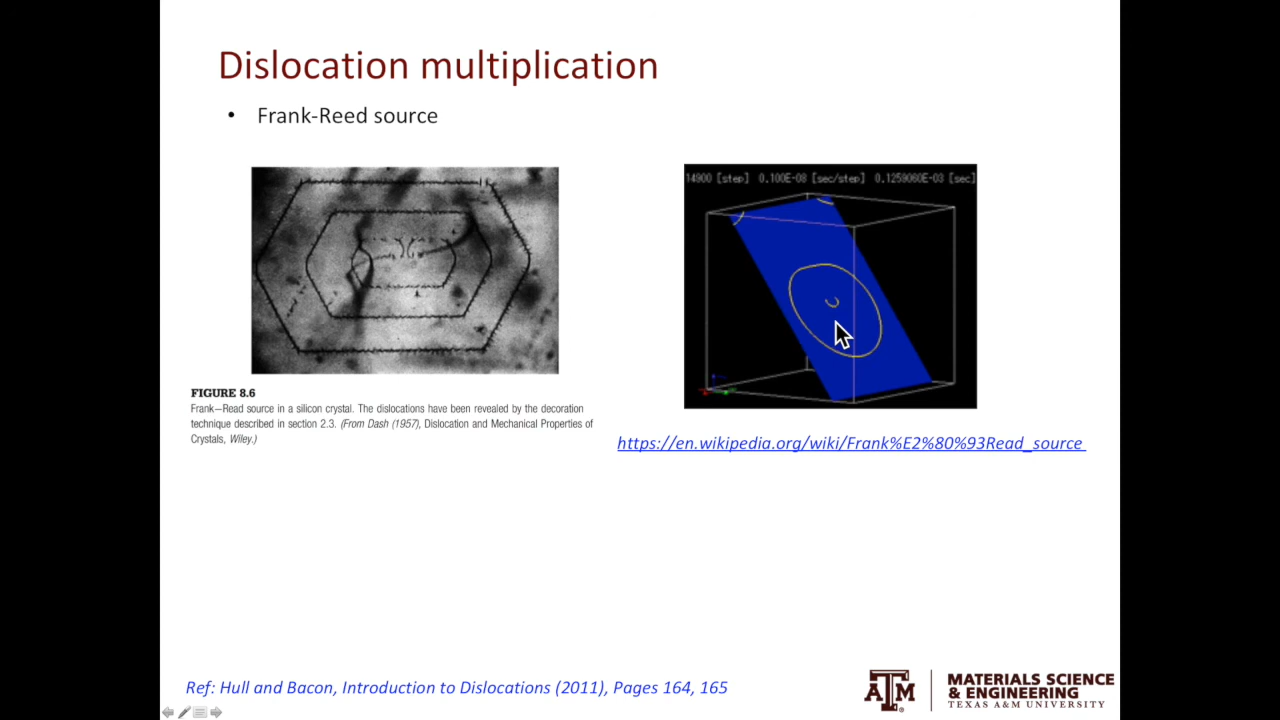 Dislocation multiplication
• Frank-Reed source
14900 [step] 0.100E-08 [sec/step] 0.1259060E-03 [sec]
FIGURE 8.6
Frank—Read source in a silicon crystal. The dislocations have been revealed by the decoration
technique described in section 2.3. (From Dash (1957), Dislocation and Mechanical Properties of
Crystals, Wiley.)
https://en.wikipedia.org/wiki/Frank%E2%80%93Read_source
Ref: Hull and Bacon, Introduction to Dislocations (2011), Pages 164, 165
ATM
MATERIALS SCIENCE
& ENGINEERING
TEXAS A&M UNIVERSITY